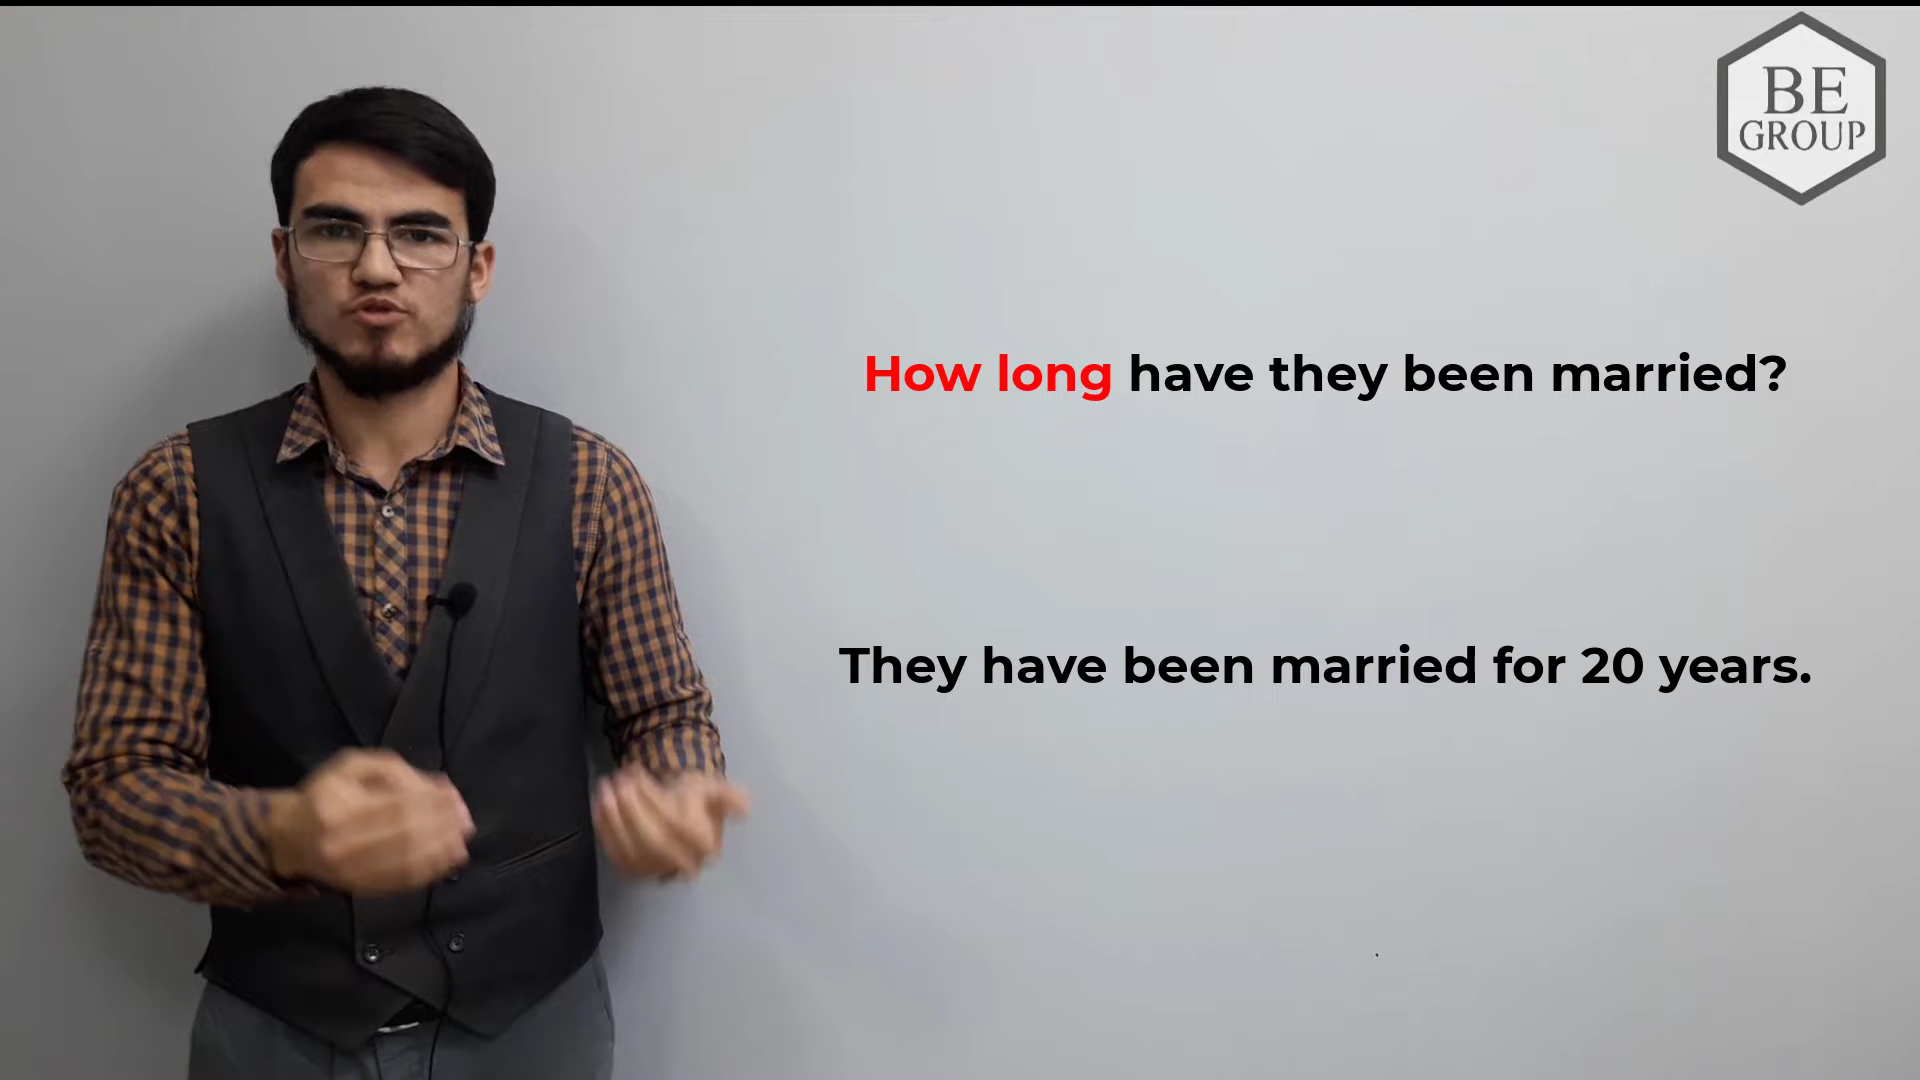 BE
GROUP
How long have they been married?
They have been married for 20 years.